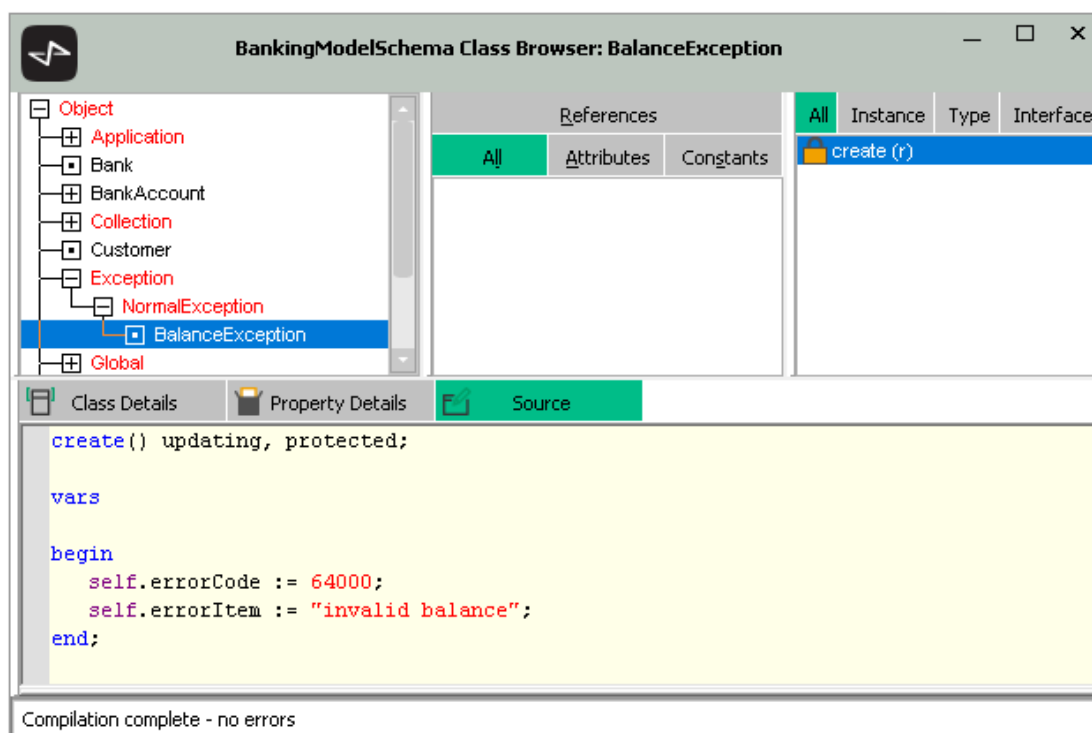 BankingModelSchema Class Browser: BalanceException
Object
Application
Bank
BankAccount
Collection
Customer
Exception
NormalException
BalanceException
Global
References
All Attributes Constants
All Instance Type Interface
create (r)
Class Details Property Details Source
create() updating, protected;
vars
begin
self.errorCode := 64000;
self.errorItem := "invalid balance";
end;
Compilation complete - no errors